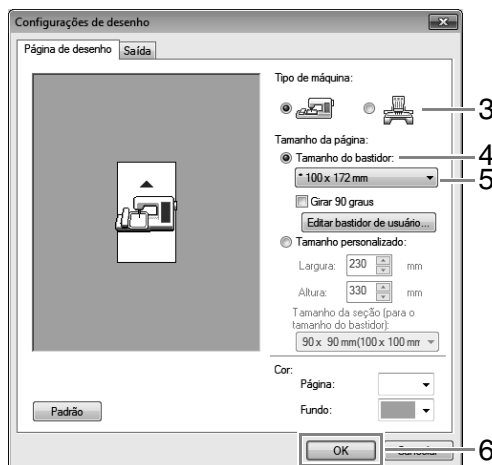 Configurações de desenho
Página de desenho Saída
Tipo de máquina:
3
Tamanho da página:
Tamanho do bastidor:
4
* 100 x 172 mm
5
Girar 90 graus
Editar bastidor de usuário...
Tamanho personalizado:
Largura: 230 mm
Altura: 330 mm
Tamanho da seção (para o
tamanho do bastidor):
90 x 90 mm(100 x 100 mm
Cor:
Página:
Padrão
Fundo:
OK
Cancelar
6